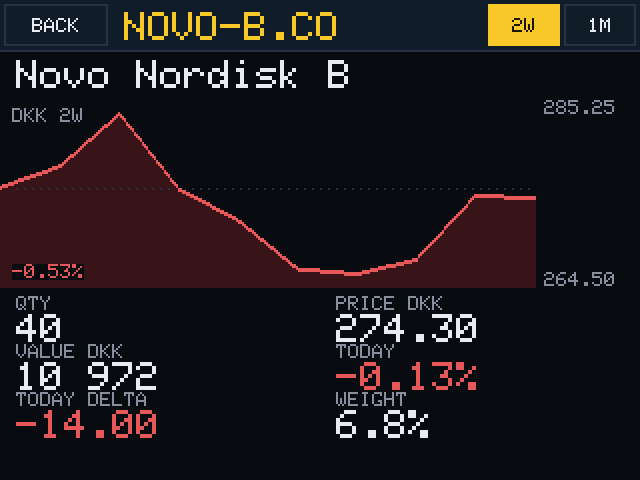 BACK NOVO-B.CO 2W 1M
Novo Nordisk B
DKK 2W 285.25
-0.53% 264.50
QTY PRICE DKK
40 274.30
VALUE DKK TODAY
10 972 -0.13%
TODAY DELTA WEIGHT
-14.00 6.8%